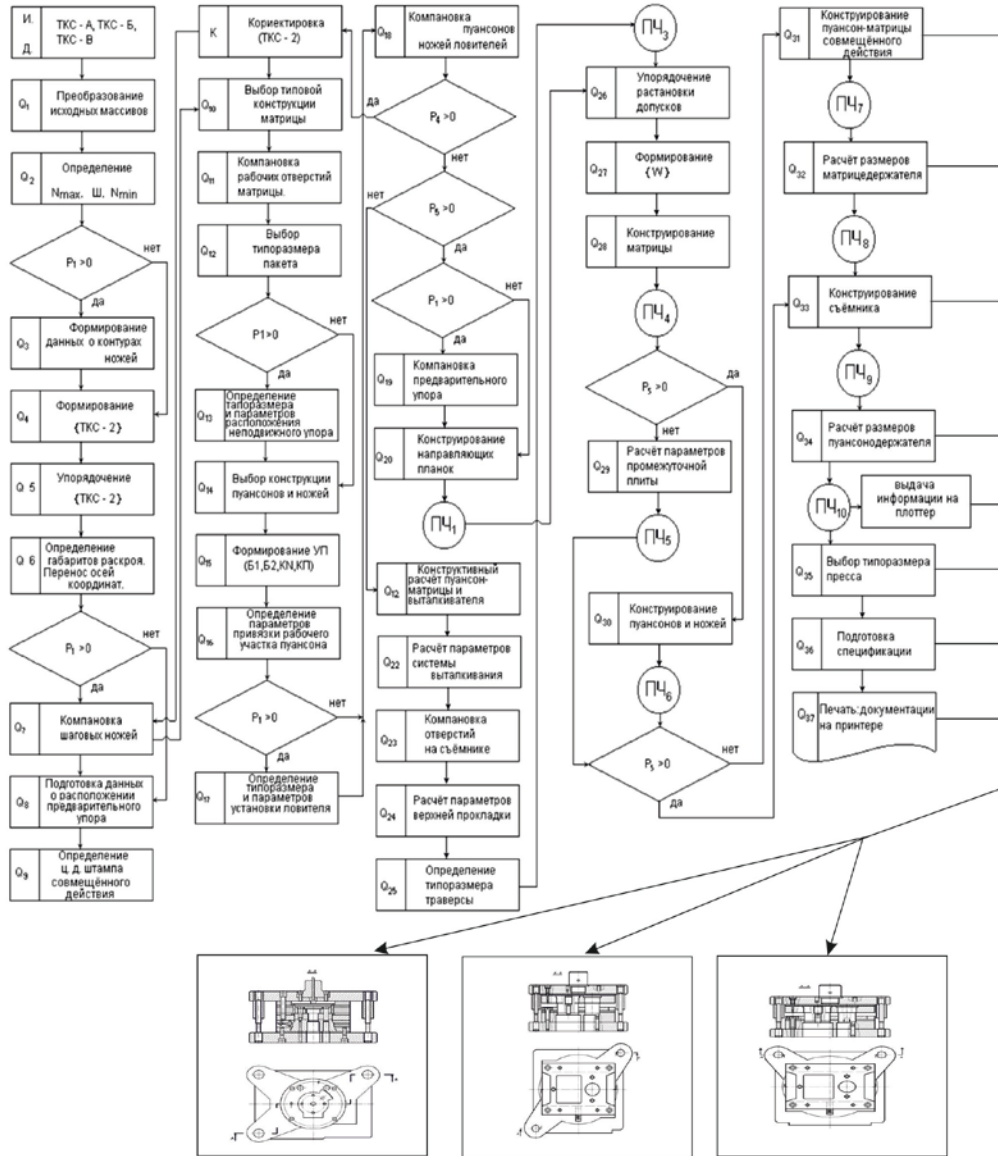 И.
Д.
ТКС - А, ТКС - Б,
ТКС - В
Q1
Преобразование
исходных массивов
Q2
Определение
Nmax. Ш. Nmin
P1 >0
нет
да
Q3
Формирование
данных о контурах
ножей
Q4
Формирование
{ТКС - 2}
Q 5
Упорядочение
{ТКС - 2}
Q 6
Определение
габаритов раскроя.
Перенос осей
координат.
P1 >0
нет
да
Q7
Компановка
шаговых ножей
Q8
Подготовка данных
о расположении
предварительного
упора
Q9
Определение
ц. д. штампа
совмещённого
действия
К
Кориектировка
(ТКС - 2)
Q10
Выбор типовой
конструкции
матрицы
Q11
Компановка
рабочих отверстий
матрицы.
Q12
Выбор
типоразмера
пакета
P1 >0
нет
да
Q13
Определение
тапоразмера
и параметров
расположения
неподвижного упора
Q14
Выбор конструкции
пуансонов и ножей
Q15
Формирование УП
(Б1,Б2,KN,КП)
Q16
Определение
параметров
привязки рабочего
участка пуансона
нет
да
Q17
Определение
типоразмера
и параметров
установки ловителя
Q18
Компановка
пуансонов
ножей ловителей
да
P4 >0
нет
нет
P5 >0
да
P1 >0
нет
да
Q19
Компановка
предварительного
упора
Q20
Конструирование
направляющих
планок
ПЧ1
Q12
Конструктивный
расчёт пуансон-
матрицы и
выталкивателя
Q22
Расчёт параметров
системы
выталкивания
Q23
Компановка
отверстий
на съёмнике
Q24
Расчёт параметров
верхней прокладки
Q25
Определение
типоразмера
траверсы
ПЧ3
Q26
Упорядочение
растановки
допусков
Q27
Формирование
{W}
Q28
Конструирование
матрицы
ПЧ4
да
P5 >0
нет
Q29
Расчёт параметров
промежуточной
плиты
ПЧ5
Q30
Конструирование
пуансонов и ножей
ПЧ6
P5 >0
нет
да
Q31
Конструирование
пуансон-матрицы
совмещённого
действия
ПЧ7
Q32
Расчёт размеров
матрицедержателя
ПЧ8
Q33
Конструирование
съёмника
ПЧ9
Q34
Расчёт размеров
пуансонодержателя
ПЧ10
выдача
информации на
плоттер
Q35
Выбор типоразмера
пресса
Q36
Подготовка
спецификации
Q37
Печать:документации
на принтере